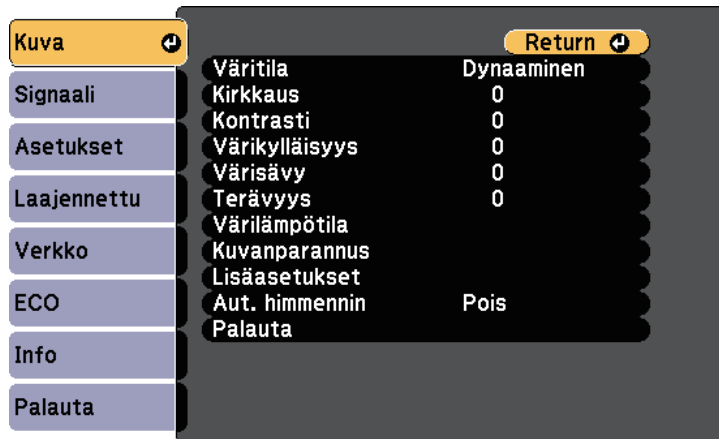 Kuva
Signaali
Asetukset
Laajennettu
Verkko
ECO
Info
Palauta
Return
Väritila Dynaaminen
Kirkkaus 0
Kontrasti 0
Värikylläisyys 0
Värisävy 0
Terävyys 0
Värilämpötila
Kuvanparannus
Lisäasetukset
Aut. himmennin Pois
Palauta